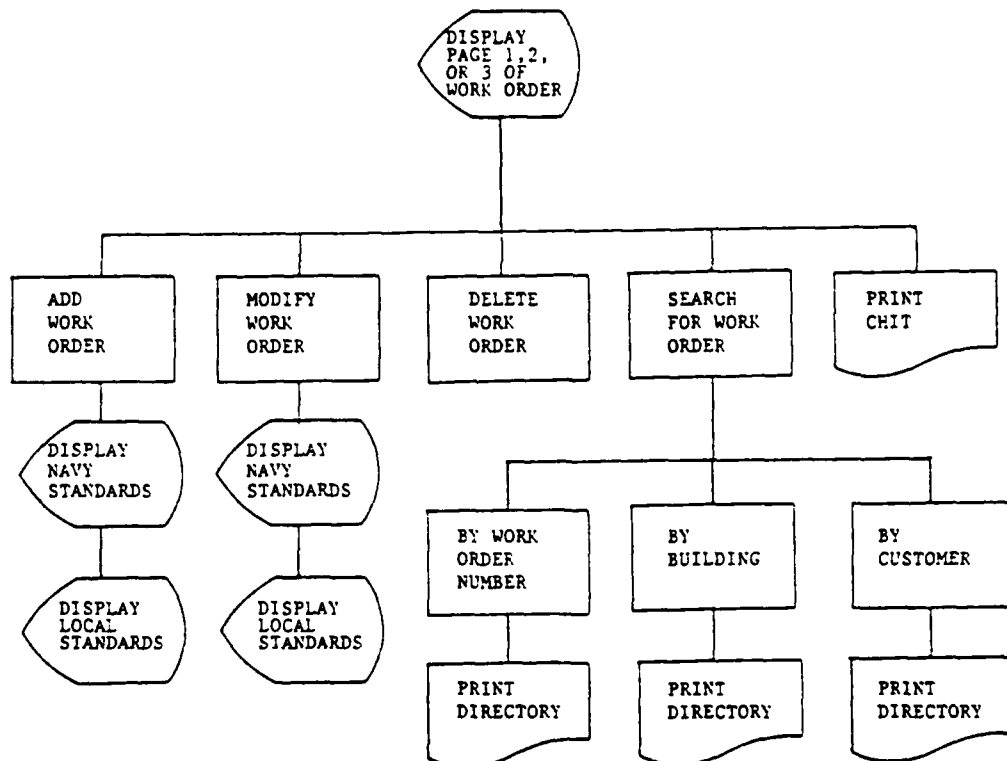 DISPLAY
PAGE 1,2,
OR 3 OF
WORK ORDER
ADD
WORK
ORDER
MODIFY
WORK
ORDER
DELETE
WORK
ORDER
SEARCH
FOR WORK
ORDER
PRINT
CHIT
DISPLAY
NAVY
STANDARDS
DISPLAY
NAVY
STANDARDS
BY WORK
ORDER
NUMBER
BY
BUILDING
BY
CUSTOMER
DISPLAY
LOCAL
STANDARDS
DISPLAY
LOCAL
STANDARDS
PRINT
DIRECTORY
PRINT
DIRECTORY
PRINT
DIRECTORY